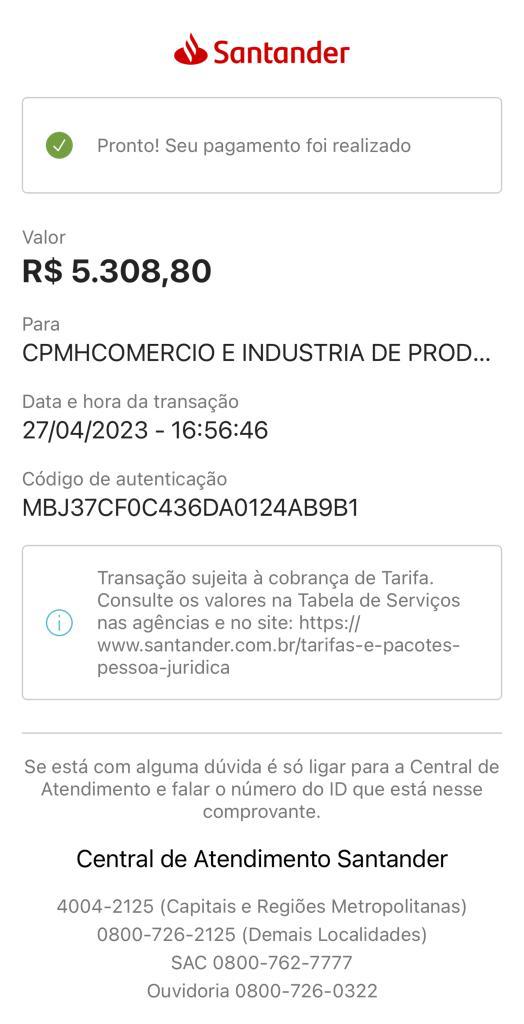 Santander
Pronto! Seu pagamento foi realizado
Valor
R$ 5.308,80
Para
CPMHCOMERCIO E INDUSTRIA DE PROD...
Data e hora da transação
27/04/2023 - 16:56:46
Código de autenticação
MBJ37CF0C436DA0124AB9B1
Transação sujeita à cobrança de Tarifa.
Consulte os valores na Tabela de Serviços
nas agências e no site: https://
www.santander.com.br/tarifas-e-pacotes-
pessoa-juridica
Se está com alguma dúvida é só ligar para a Central de
Atendimento e falar o número do ID que está nesse
comprovante.
Central de Atendimento Santander
4004-2125 (Capitais e Regiões Metropolitanas)
0800-726-2125 (Demais Localidades)
SAC 0800-762-7777
Ouvidoria 0800-726-0322